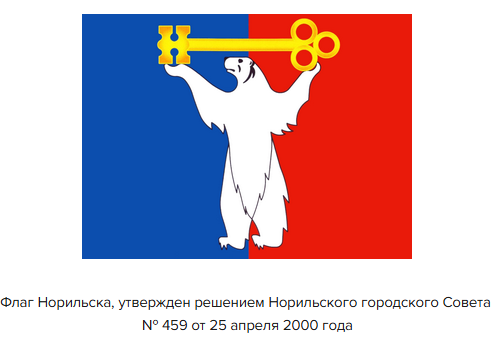 Флаг Норильска, утвержден решением Норильского городского Совета
№ 459 от 25 апреля 2000 года